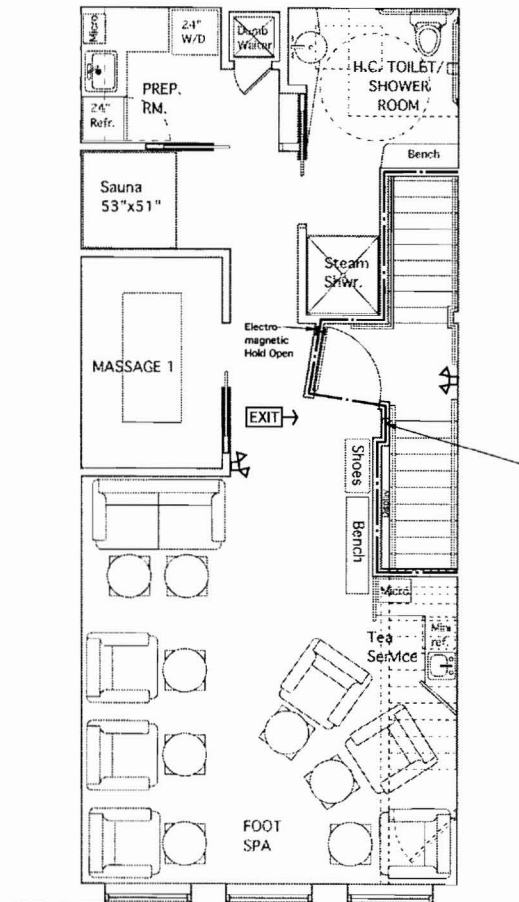 Micro
24"
W/D
Dumb
Waiter
H.C. TOILET/
SHOWER
ROOM
PREP.
RM.
24"
Refr.
Bench
Sauna
53"x51"
Steam
Shwr.
Electro-
magnetic
Hold Open
MASSAGE 1
EXIT
Shoes
Display
Bench
Micro
Tea
Service
Mini
ref.
FOOT
SPA